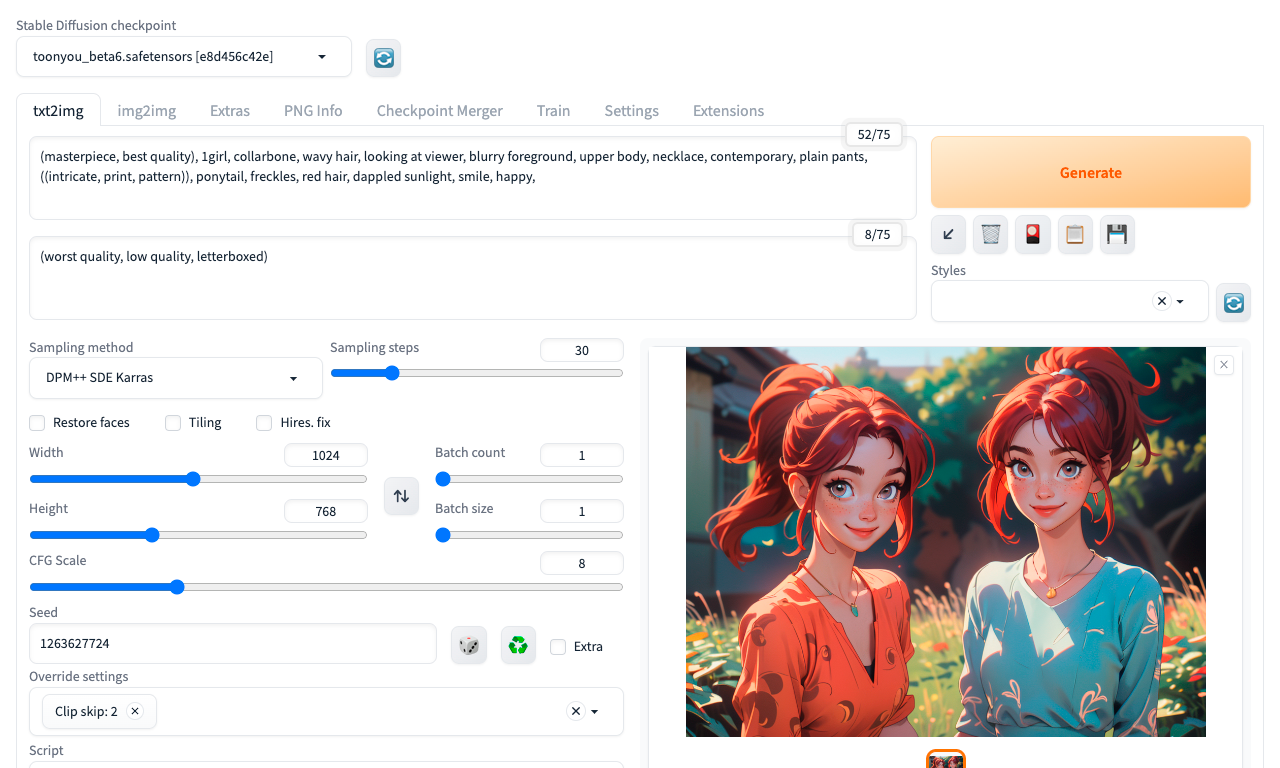 Stable Diffusion checkpoint
toonyou_beta6.safetensors [e8d456c42e]
txt2img img2img Extras PNG Info Checkpoint Merger Train Settings Extensions
52/75
(masterpiece, best quality), 1girl, collarbone, wavy hair, looking at viewer, blurry foreground, upper body, necklace, contemporary, plain pants,
((intricate, print, pattern)), ponytail, freckles, red hair, dappled sunlight, smile, happy,
Generate
8/75
(worst quality, low quality, letterboxed)
Styles
Sampling method
DPM++ SDE Karras
Sampling steps
30
Restore faces Tiling Hires. fix
Width
1024
Batch count
1
Height
768
Batch size
1
CFG Scale
8
Seed
1263627724
Extra
Override settings
Clip skip: 2
Script